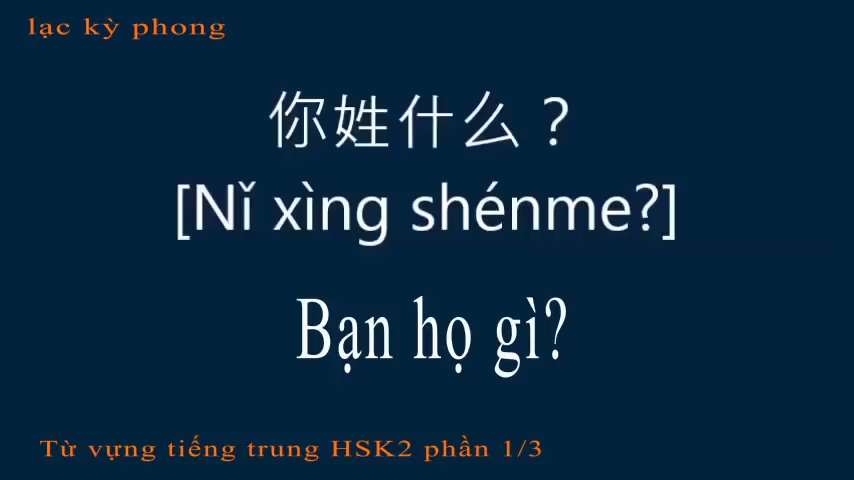 lạc kỳ phong
你姓什么？
[Nǐ xìng shénme?]
Bạn họ gì?
Từ vựng tiếng trung HSK2 phần 1/3